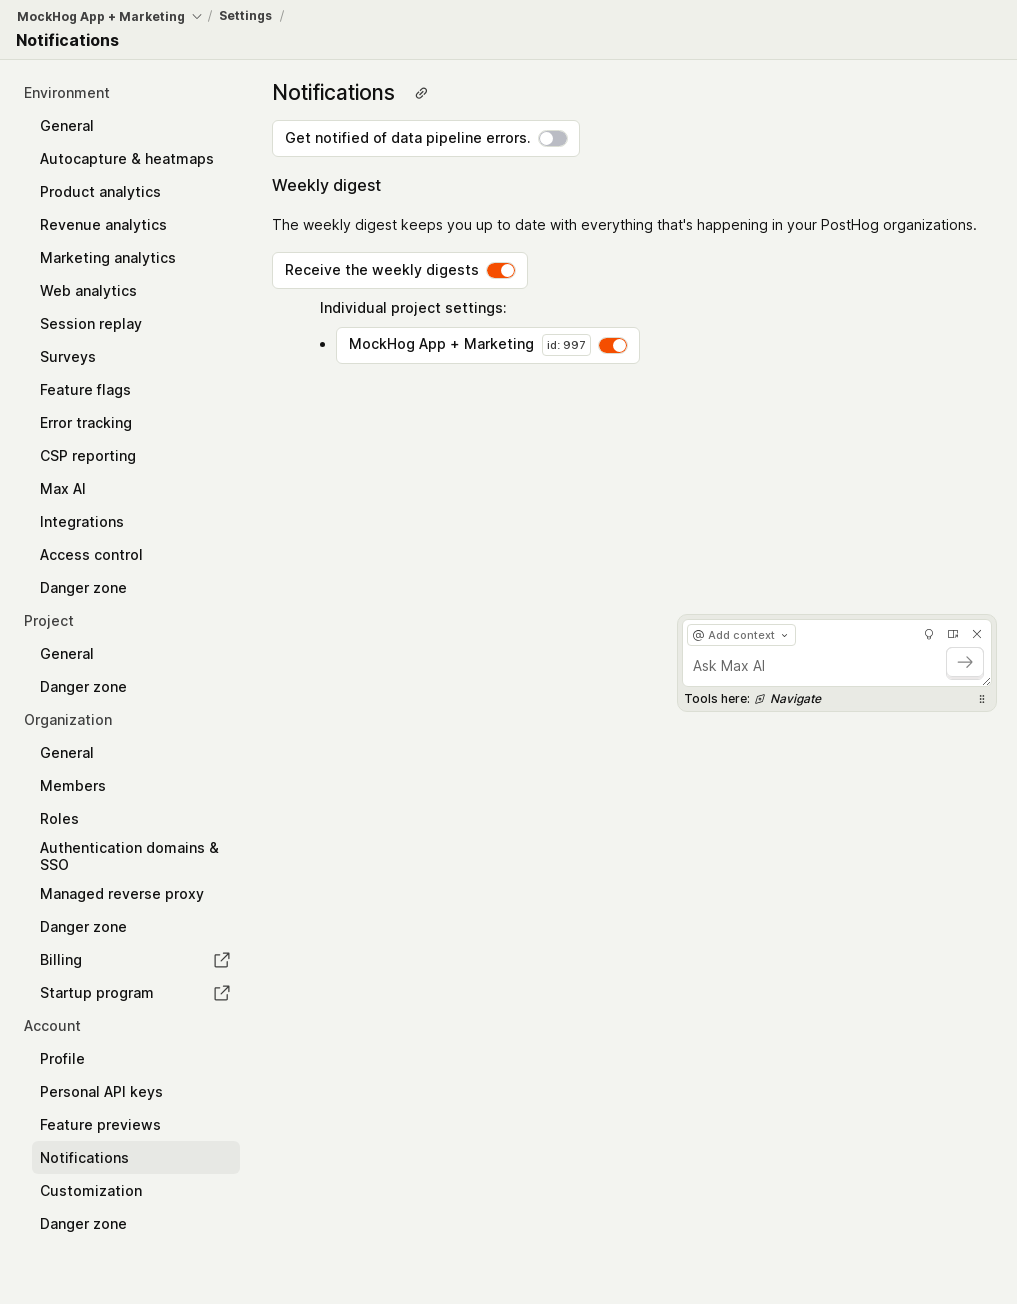 MockHog App + Marketing / Settings /
Notifications
Environment
General
Autocapture & heatmaps
Product analytics
Revenue analytics
Marketing analytics
Web analytics
Session replay
Surveys
Feature flags
Error tracking
CSP reporting
Max AI
Integrations
Access control
Danger zone
Project
General
Danger zone
Organization
General
Members
Roles
Authentication domains &
SSO
Managed reverse proxy
Danger zone
Billing
Startup program
Account
Profile
Personal API keys
Feature previews
Notifications
Customization
Danger zone
Notifications
Get notified of data pipeline errors.
Weekly digest
The weekly digest keeps you up to date with everything that's happening in your PostHog organizations.
Receive the weekly digests
Individual project settings:
• MockHog App + Marketing id: 997
@ Add context
Ask Max AI
Tools here: Navigate